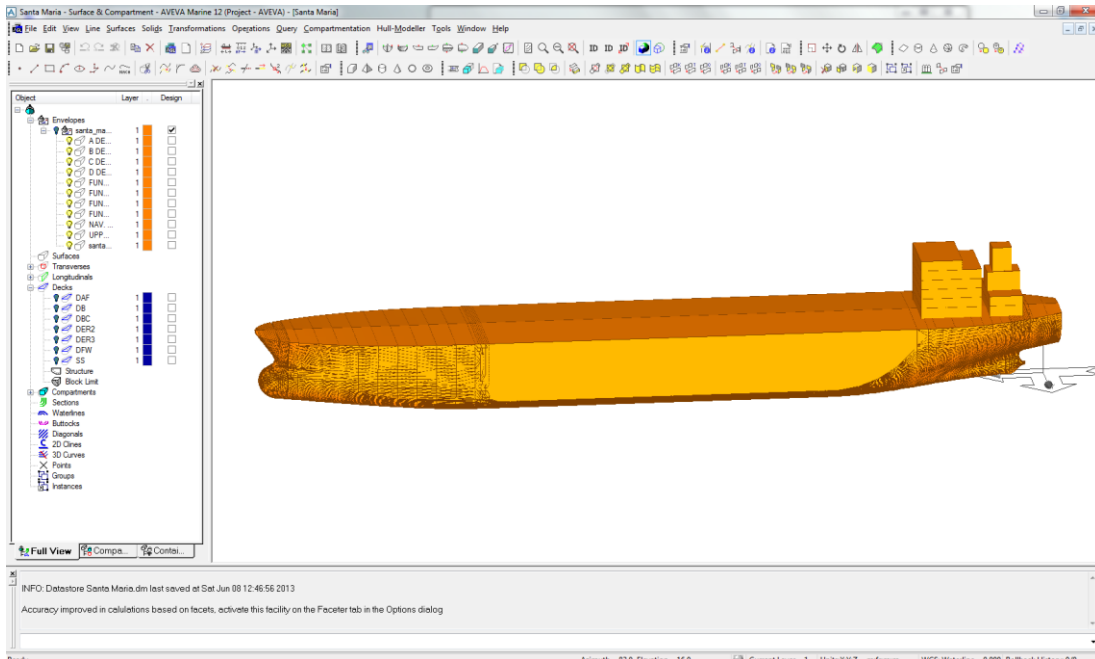 Santa Maria - Surface & Compartment - AVEVA Marine 12 (Project - AVEVA) - [Santa Maria]
File Edit View Line Surfaces Solids Transformations Operations Query Compartmentation Hull-Modeller Tools Window Help
ID ID ID
Object Layer . Design
Envelopes
santa_ma... 1
A DE... 1
B DE... 1
C DE... 1
D DE... 1
FUN... 1
FUN... 1
FUN... 1
FUN... 1
NAV. ... 1
UPP... 1
santa... 1
Surfaces
Transverses
Longitudinals
Decks
DAF 1
DB 1
DBC 1
DER2 1
DER3 1
DFW 1
SS 1
Structure
Block Limit
Compartments
Sections
Waterlines
Buttocks
Diagonals
2D Clines
3D Curves
Points
Groups
Instances
Full View Compa... Contai...
INFO: Datastore Santa Maria.dm last saved at Sat Jun 08 12:46:56 2013
Accuracy improved in calulations based on facets, activate this facility on the Faceter tab in the Options dialog